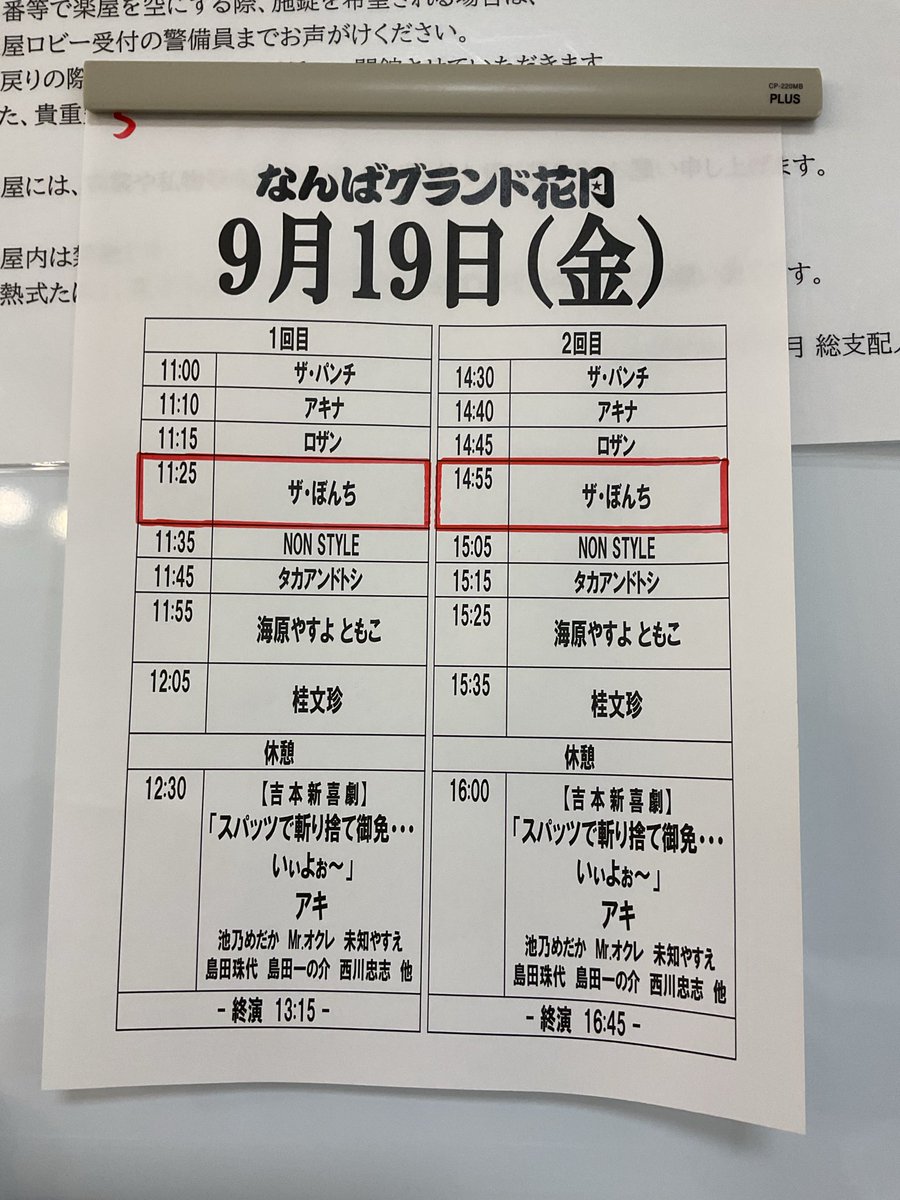 番等で楽屋を空にする際、施錠を希望される場合は、
屋ロビー受付の警備員までお声がけください。
戻りの際
た、貴重
CP-220MB
PLUS
屋には、
ます。
屋内は
す。
熱式た
月 総支配人
なんばグランド花月
9月19日(金)
1回目
11:00 ザ・パンチ
11:10 アキナ
11:15 ロザン
11:25 ザ・ぼんち
11:35 NON STYLE
11:45 タカアンドトシ
11:55 海原やすよ ともこ
12:05 桂文珍
休憩
12:30 【吉本新喜劇】
「スパッツで斬り捨て御免・・・
いぃよぉ〜」
アキ
池乃めだか Mr.オクレ 未知やすえ
島田珠代 島田一の介 西川忠志 他
- 終演 13:15 -
2回目
14:30 ザ・パンチ
14:40 アキナ
14:45 ロザン
14:55 ザ・ぼんち
15:05 NON STYLE
15:15 タカアンドトシ
15:25 海原やすよ ともこ
15:35 桂文珍
休憩
16:00 【吉本新喜劇】
「スパッツで斬り捨て御免・・・
いぃよぉ〜」
アキ
池乃めだか Mr.オクレ 未知やすえ
島田珠代 島田一の介 西川忠志 他
- 終演 16:45 -